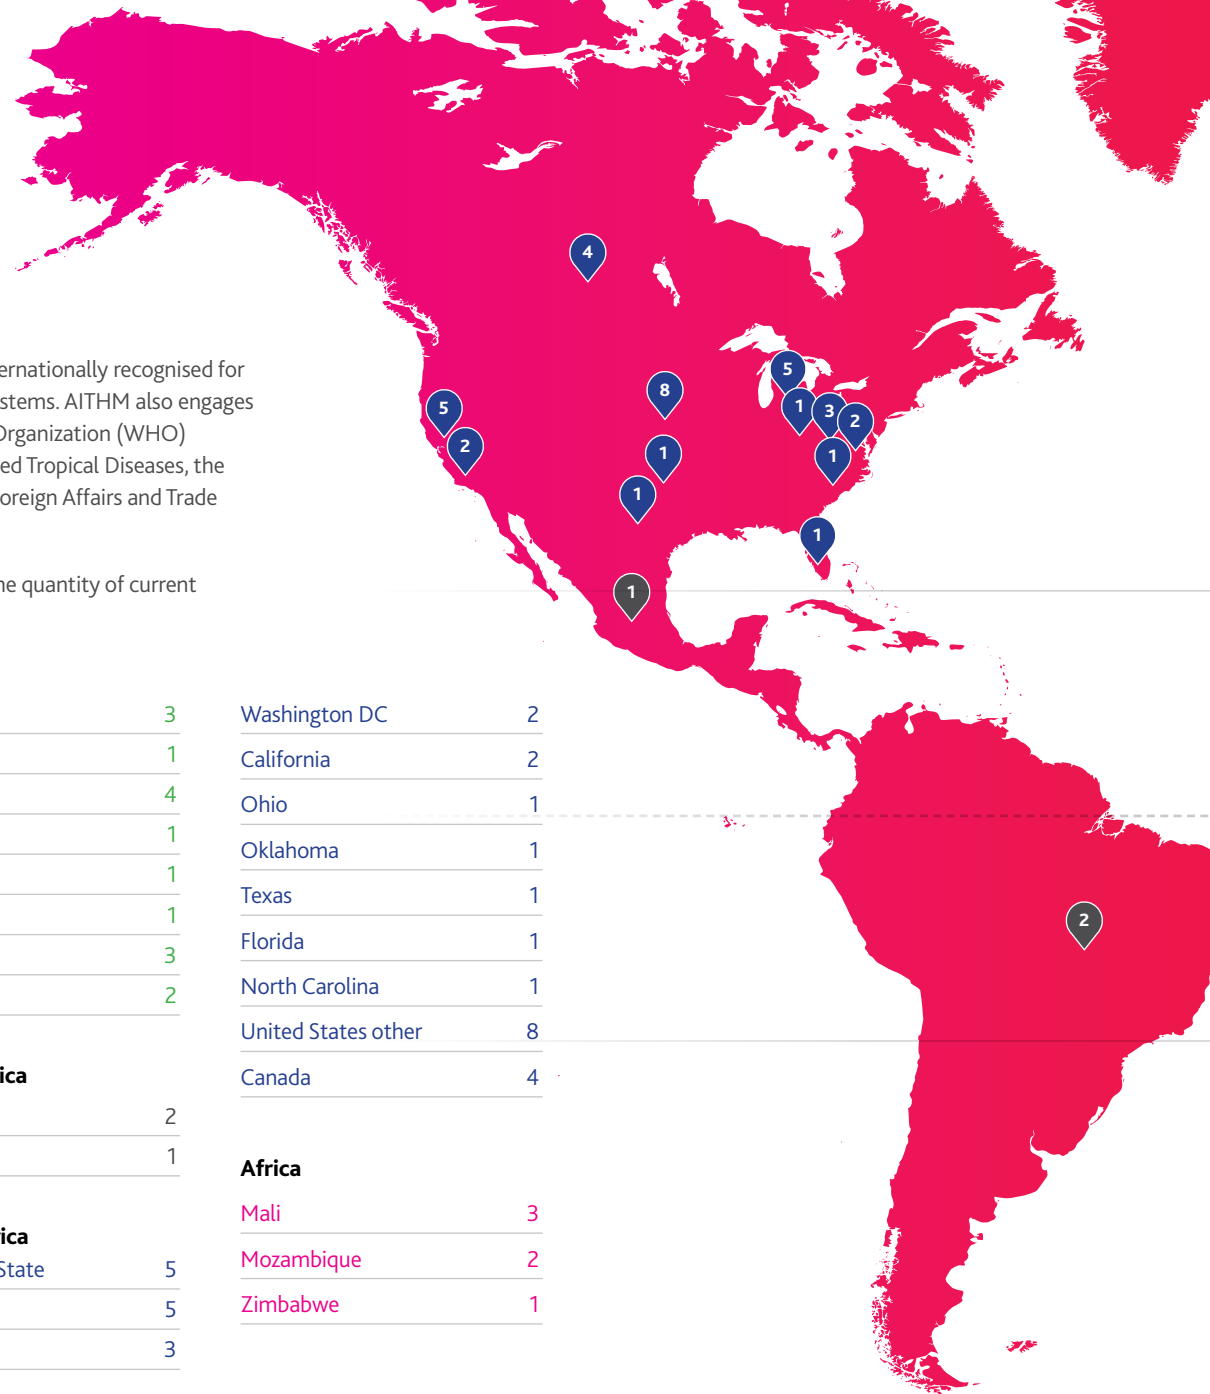 ernationally recognised for
stems. AITHM also engages
Organization (WHO)
ed Tropical Diseases, the
oreign Affairs and Trade
ne quantity of current
3
1
4
1
1
1
3
2
ica
2
1
ica
State 5
5
3
Washington DC 2
California 2
Ohio 1
Oklahoma 1
Texas 1
Florida 1
North Carolina 1
United States other 8
Canada 4
Africa
Mali 3
Mozambique 2
Zimbabwe 1
4
5
8
5
1
3
2
2
1
1
1
1
1
2